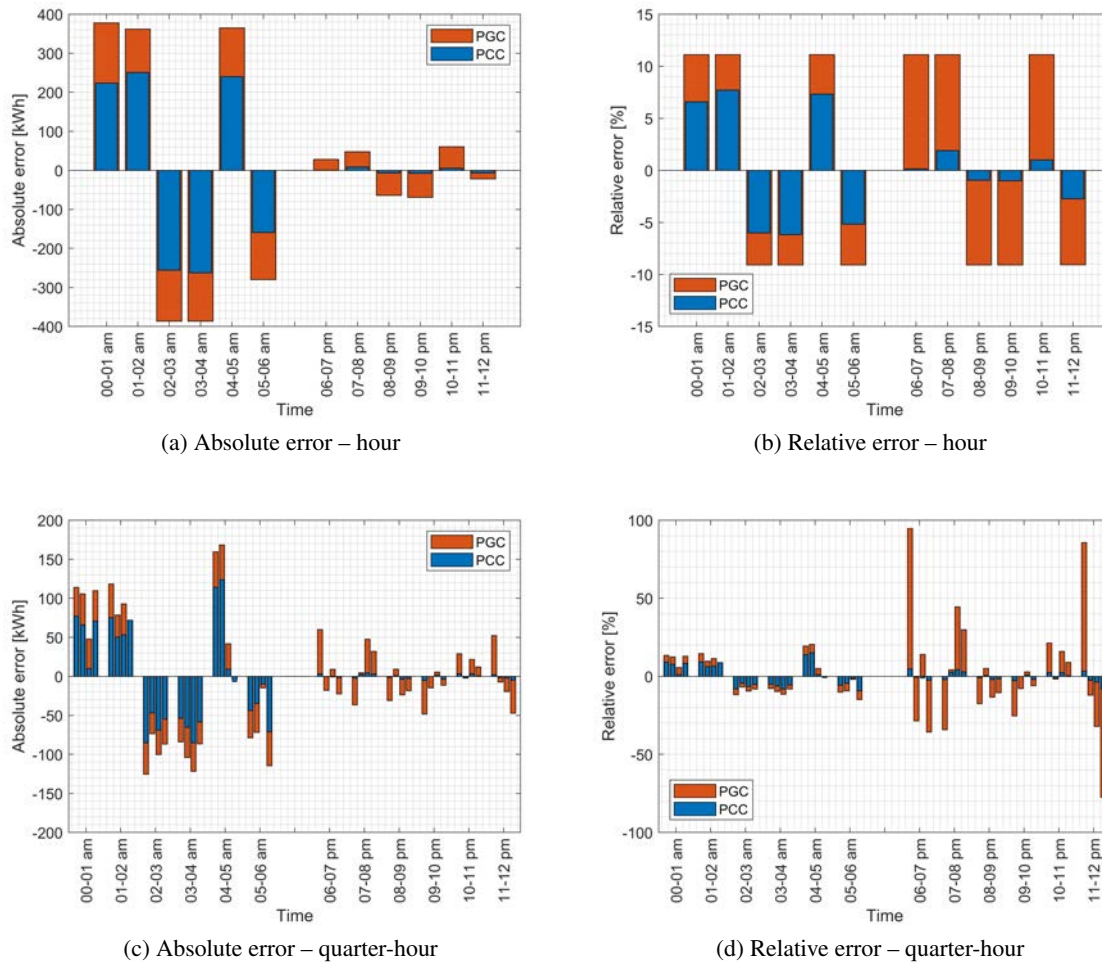 400
300
200
100
0
-100
-200
-300
-400
Absolute error [kWh]
PGC
PCC
00-01 am
01-02 am
02-03 am
03-04 am
04-05 am
05-06 am
06-07 pm
07-08 pm
08-09 pm
09-10 pm
10-11 pm
11-12 pm
Time
(a) Absolute error – hour
15
10
5
0
-5
-10
-15
Relative error [%]
PGC
PCC
00-01 am
01-02 am
02-03 am
03-04 am
04-05 am
05-06 am
06-07 pm
07-08 pm
08-09 pm
09-10 pm
10-11 pm
11-12 pm
Time
(b) Relative error – hour
200
150
100
50
0
-50
-100
-150
-200
Absolute error [kWh]
PGC
PCC
00-01 am
01-02 am
02-03 am
03-04 am
04-05 am
05-06 am
06-07 pm
07-08 pm
08-09 pm
09-10 pm
10-11 pm
11-12 pm
Time
(c) Absolute error – quarter-hour
100
50
0
-50
-100
Relative error [%]
PGC
PCC
00-01 am
01-02 am
02-03 am
03-04 am
04-05 am
05-06 am
06-07 pm
07-08 pm
08-09 pm
09-10 pm
10-11 pm
11-12 pm
Time
(d) Relative error – quarter-hour